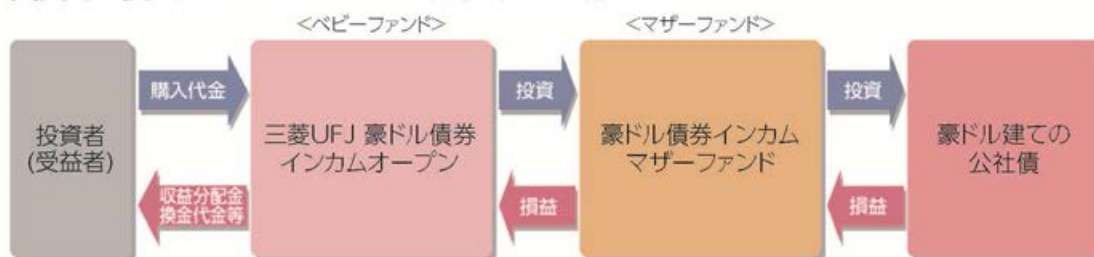 <ベビーファンド>
<マザーファンド>
投資者
(受益者)
購入代金
収益分配金
換金代金等
三菱UFJ 豪ドル債券
インカムオープン
投資
損益
豪ドル債券インカム
マザーファンド
投資
損益
豪ドル建ての
公社債